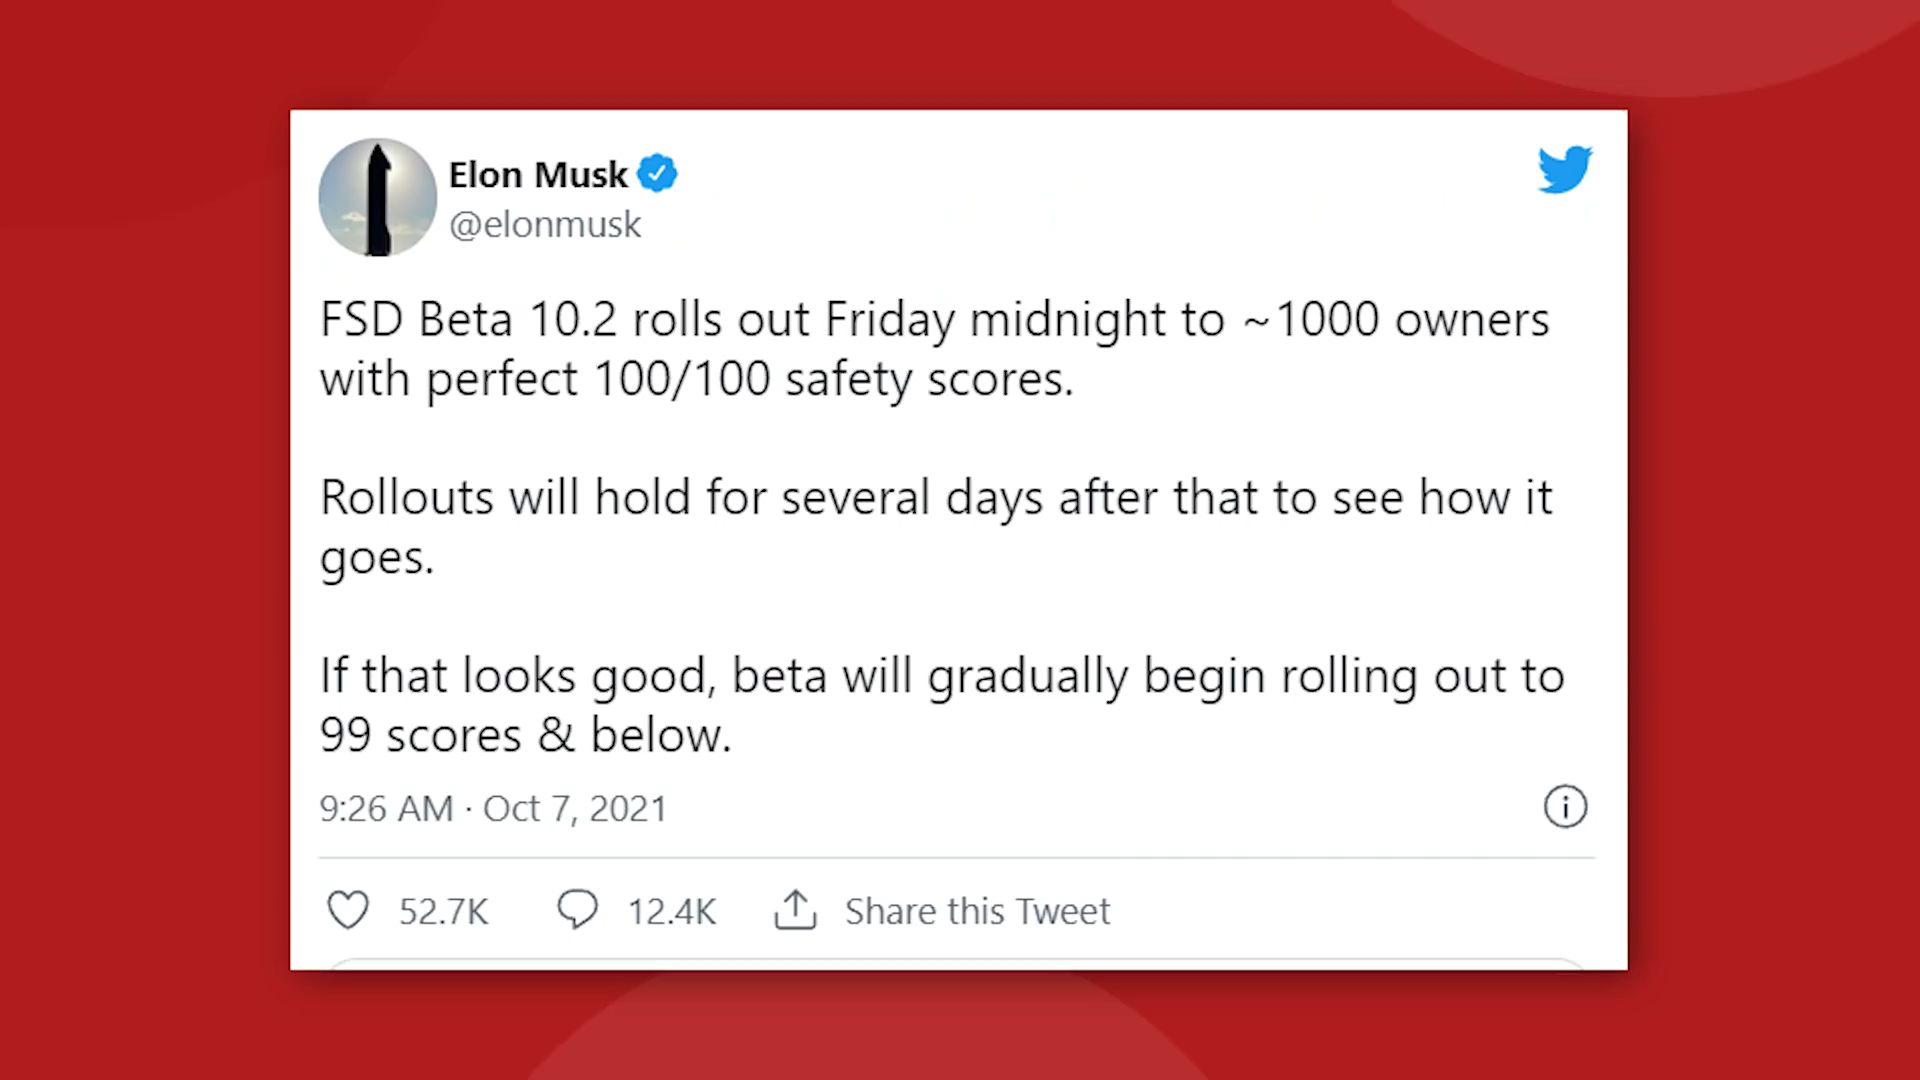 Elon Musk
@elonmusk
FSD Beta 10.2 rolls out Friday midnight to ~1000 owners
with perfect 100/100 safety scores.
Rollouts will hold for several days after that to see how it
goes.
If that looks good, beta will gradually begin rolling out to
99 scores & below.
9:26 AM · Oct 7, 2021
52.7K 12.4K Share this Tweet